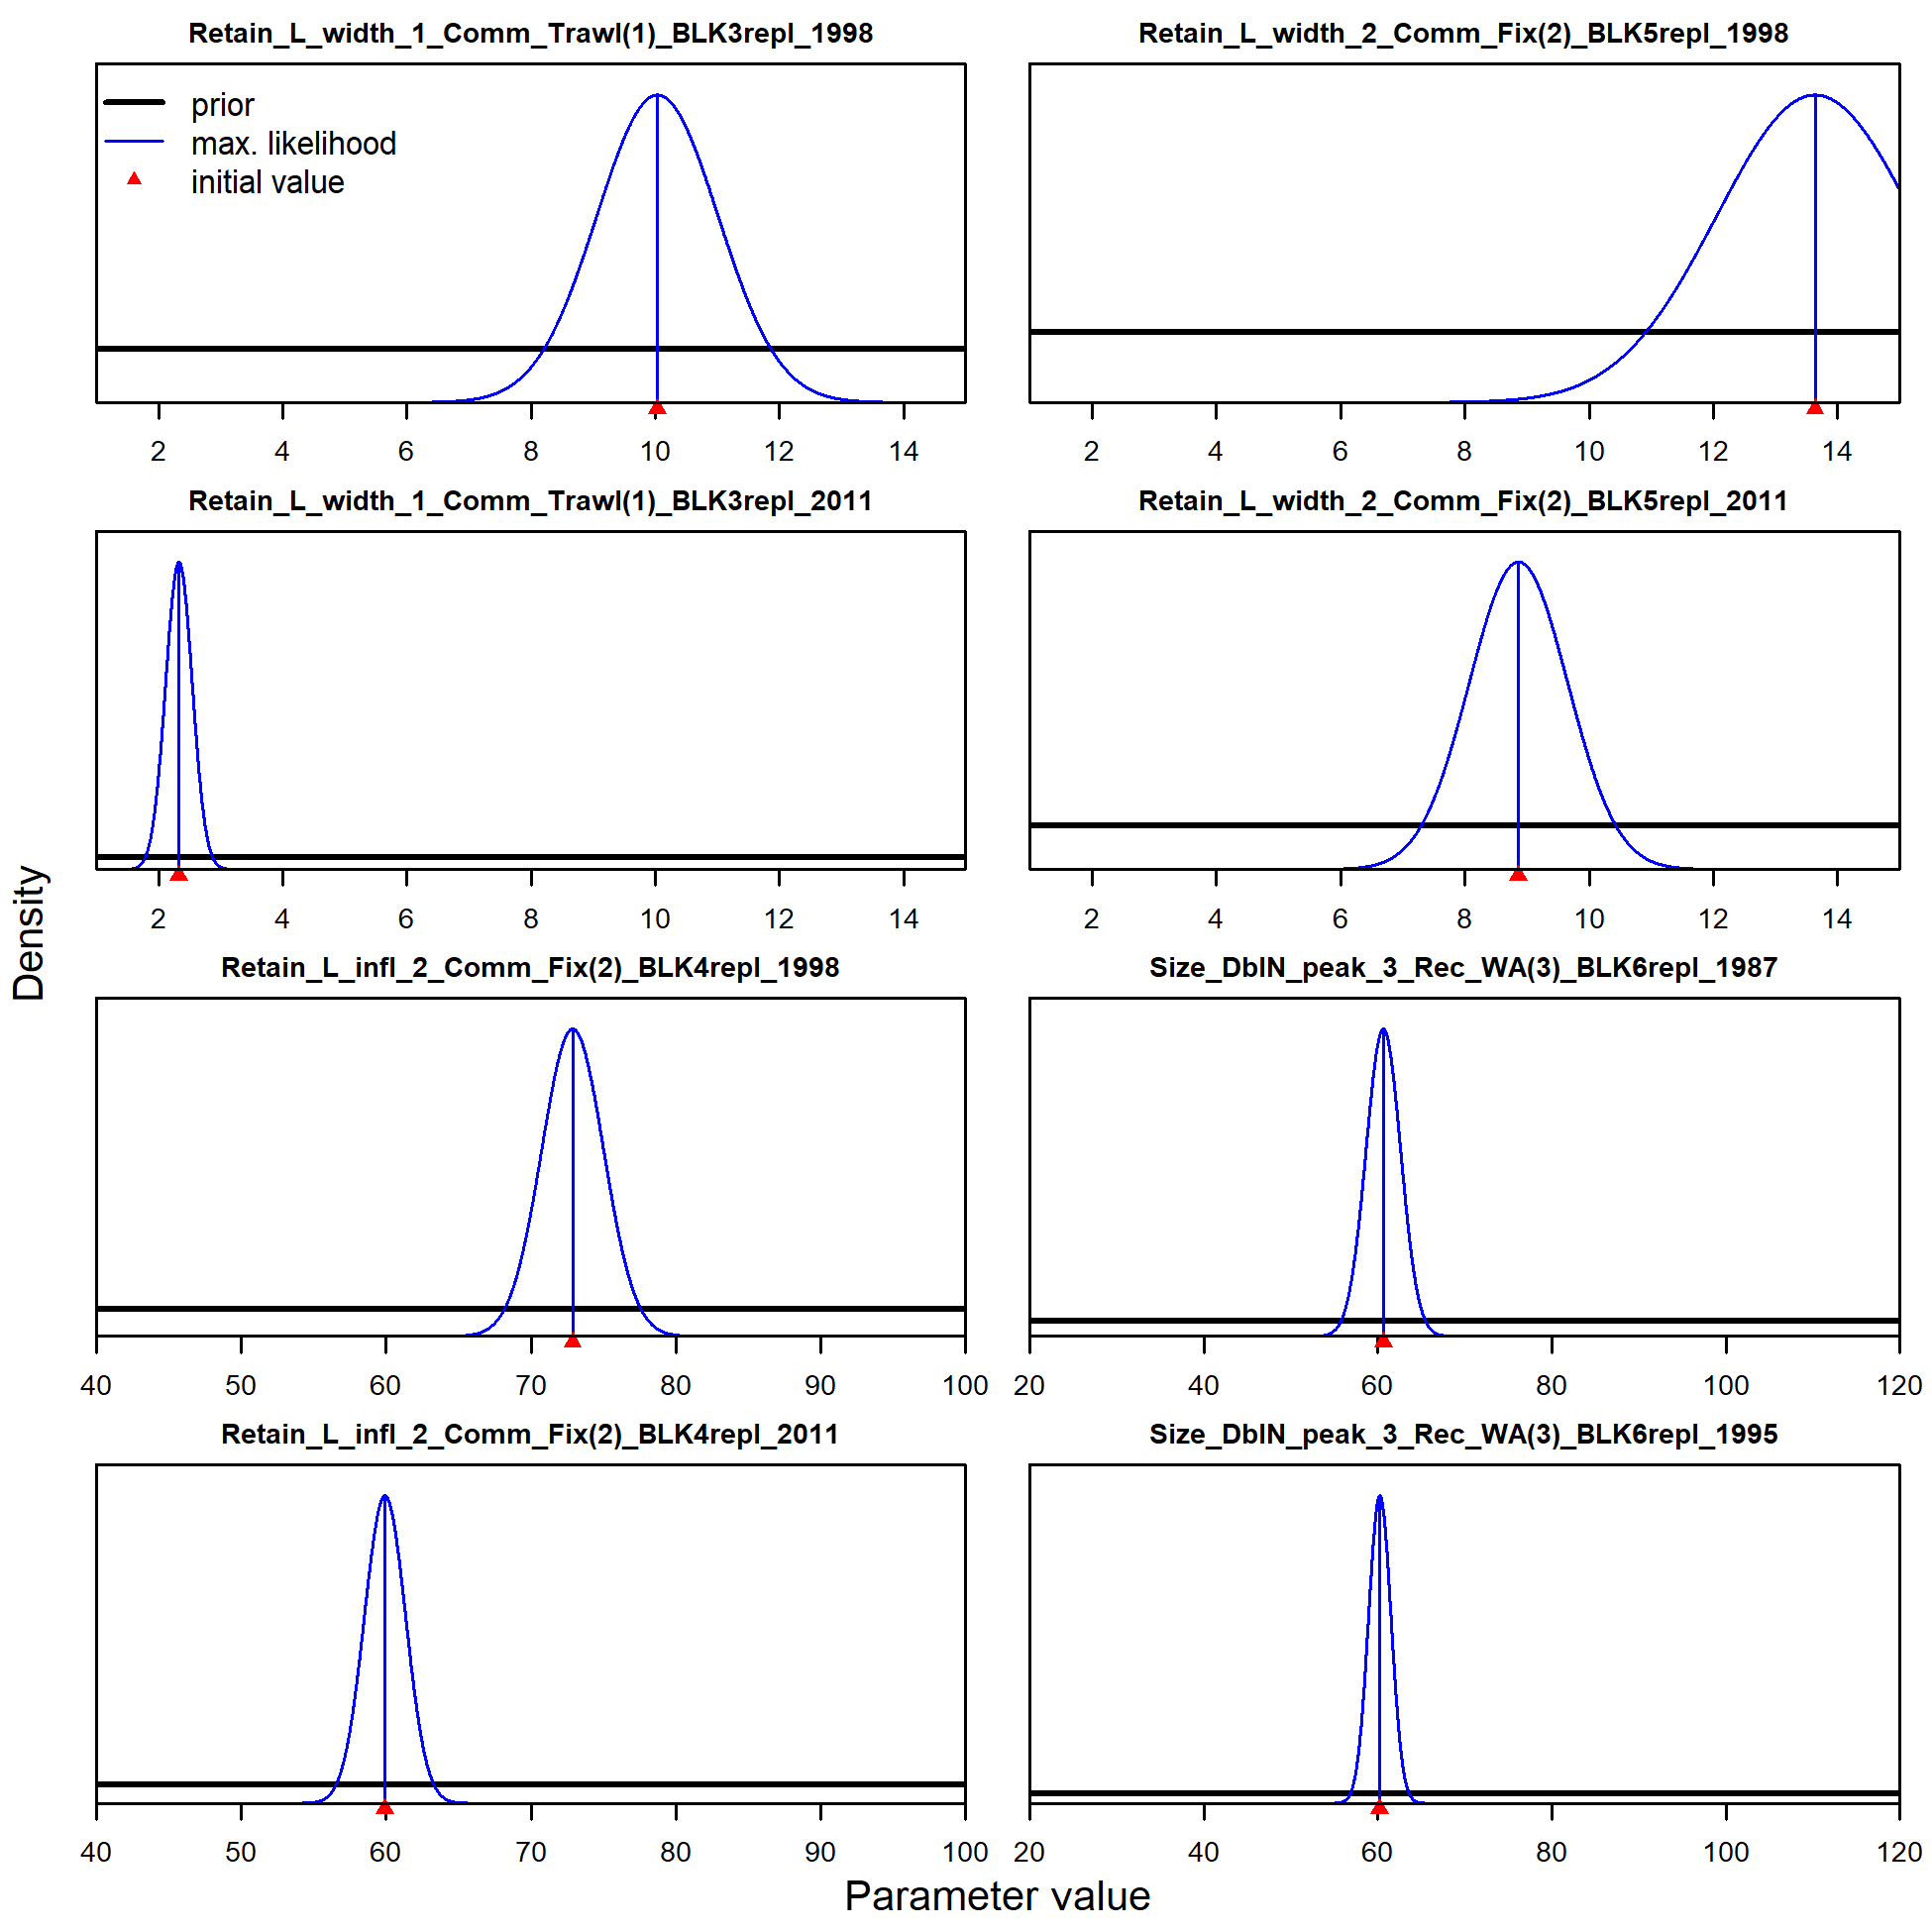 Retain_L_width_1_Comm_Trawl(1)_BLK3repl_1998
prior
max. likelihood
initial value
2 4 6 8 10 12 14
Retain_L_width_2_Comm_Fix(2)_BLK5repl_1998
2 4 6 8 10 12 14
Retain_L_width_1_Comm_Trawl(1)_BLK3repl_2011
2 4 6 8 10 12 14
Retain_L_width_2_Comm_Fix(2)_BLK5repl_2011
2 4 6 8 10 12 14
Retain_L_infl_2_Comm_Fix(2)_BLK4repl_1998
40 50 60 70 80 90 100
Size_DblN_peak_3_Rec_WA(3)_BLK6repl_1987
20 40 60 80 100 120
Retain_L_infl_2_Comm_Fix(2)_BLK4repl_2011
40 50 60 70 80 90 100
Size_DblN_peak_3_Rec_WA(3)_BLK6repl_1995
20 40 60 80 100 120
Density
Parameter value